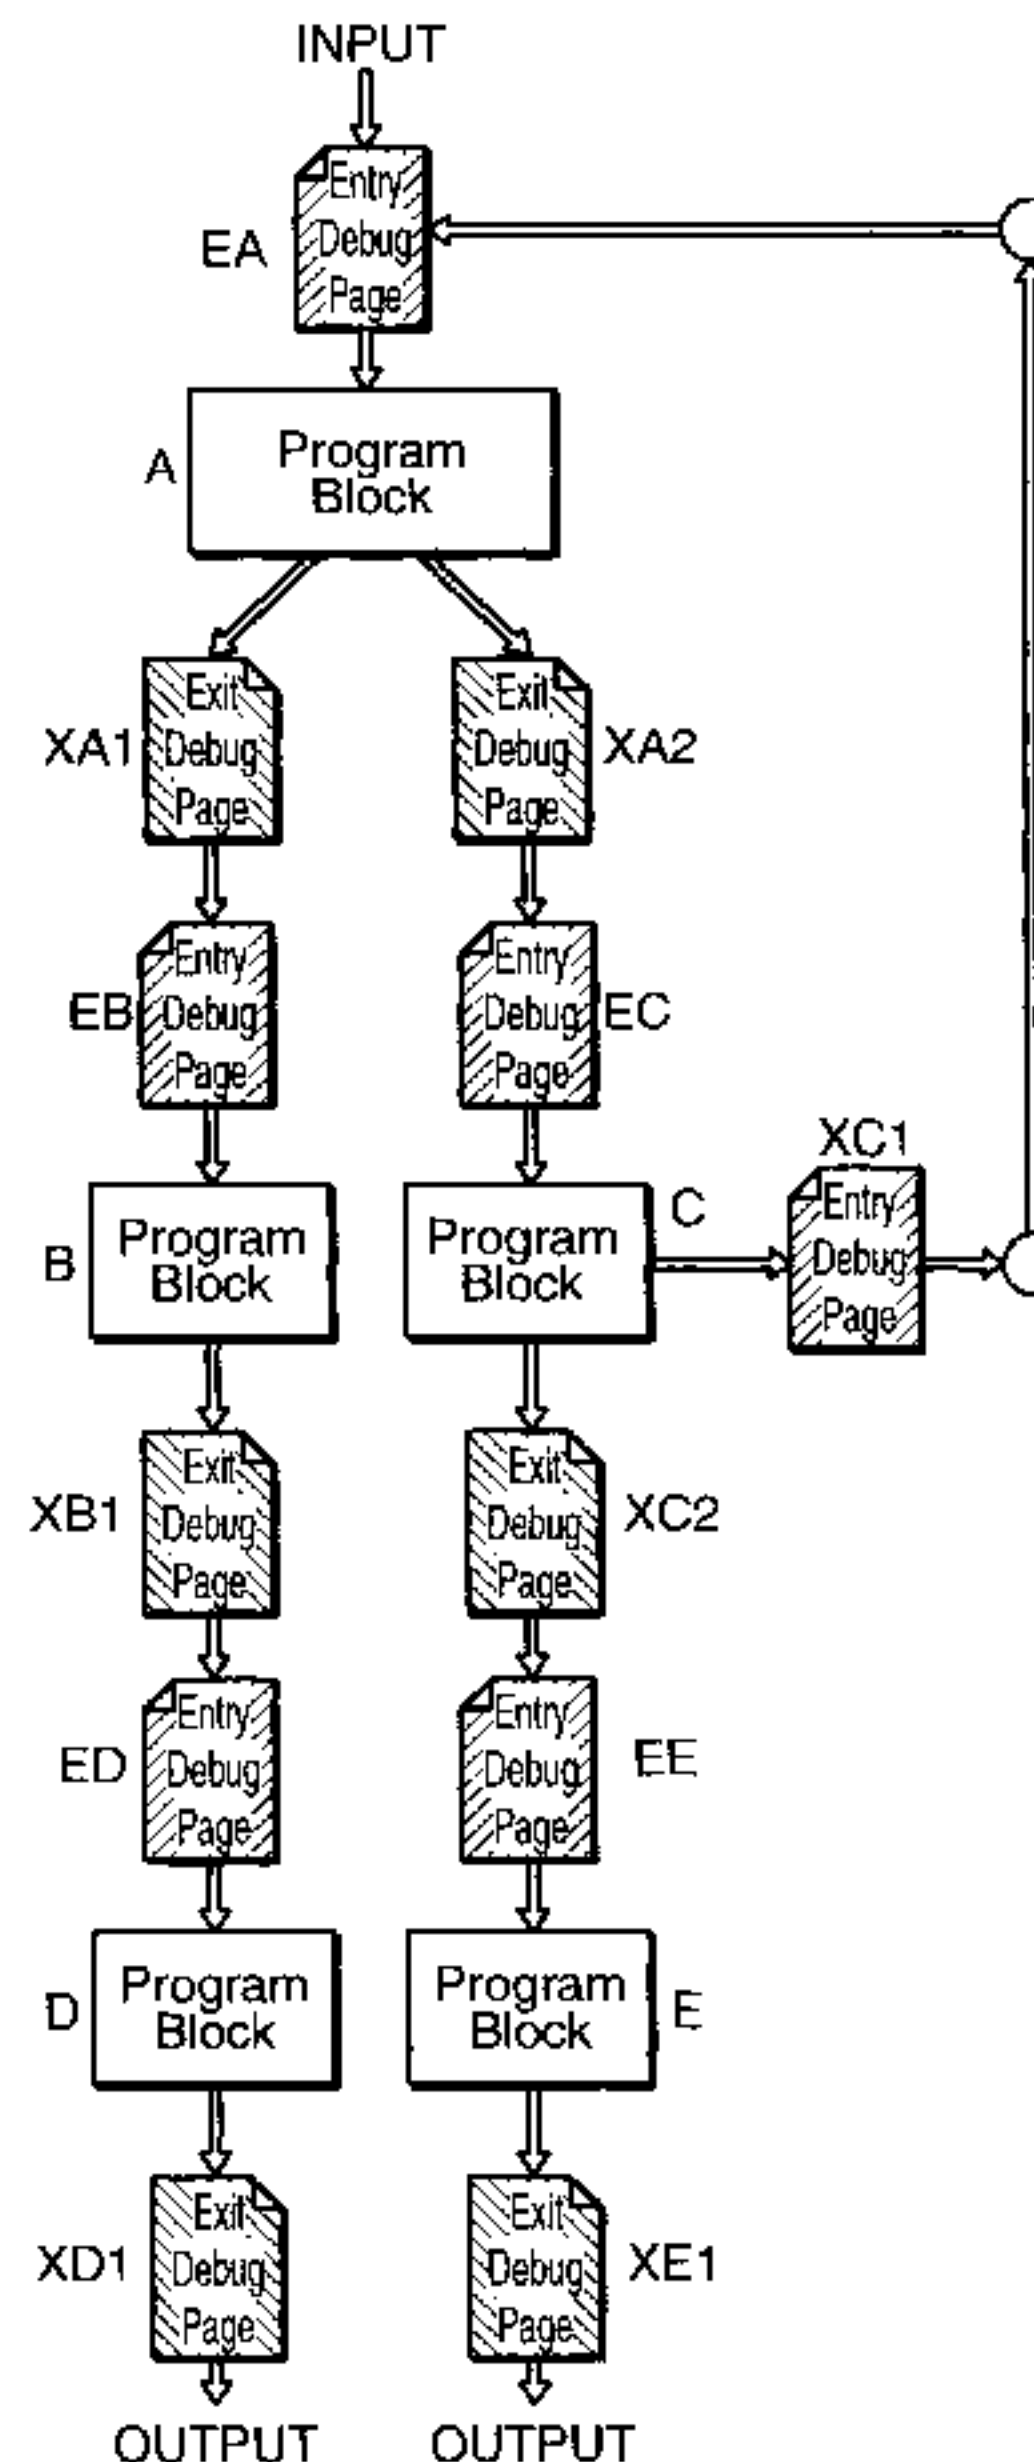 INPUT
EA
Entry
Debug
Page
A
Program
Block
XA1
Exit
Debug
Page
Exit
Debug
Page
XA2
EB
Entry
Debug
Page
Entry
Debug
Page
EC
B
Program
Block
Program
Block
C
XC1
Entry
Debug
Page
XB1
Exit
Debug
Page
Exit
Debug
Page
XC2
ED
Entry
Debug
Page
Entry
Debug
Page
EE
D
Program
Block
Program
Block
E
XD1
Exit
Debug
Page
Exit
Debug
Page
XE1
OUTPUT
OUTPUT